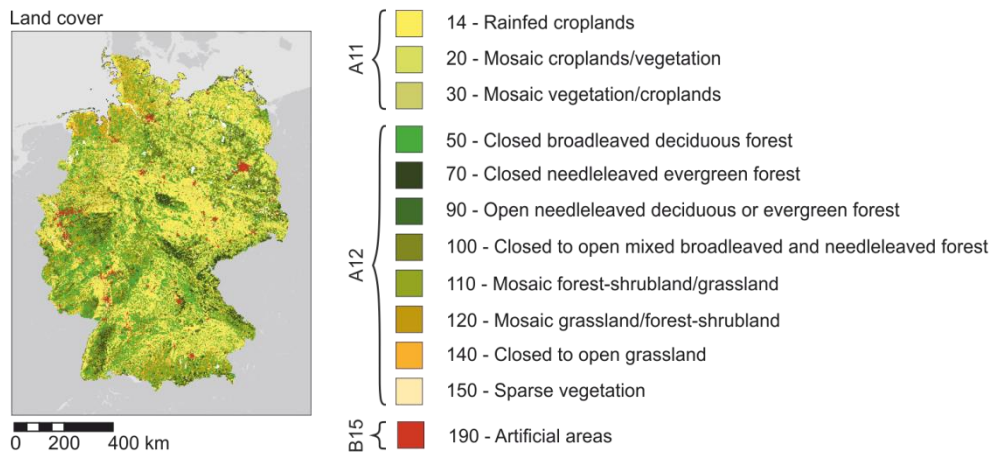 Land cover
0 200 400 km
A11
14 - Rainfed croplands
20 - Mosaic croplands/vegetation
30 - Mosaic vegetation/croplands
A12
50 - Closed broadleaved deciduous forest
70 - Closed needleleaved evergreen forest
90 - Open needleleaved deciduous or evergreen forest
100 - Closed to open mixed broadleaved and needleleaved forest
110 - Mosaic forest-shrubland/grassland
120 - Mosaic grassland/forest-shrubland
140 - Closed to open grassland
150 - Sparse vegetation
B15
190 - Artificial areas